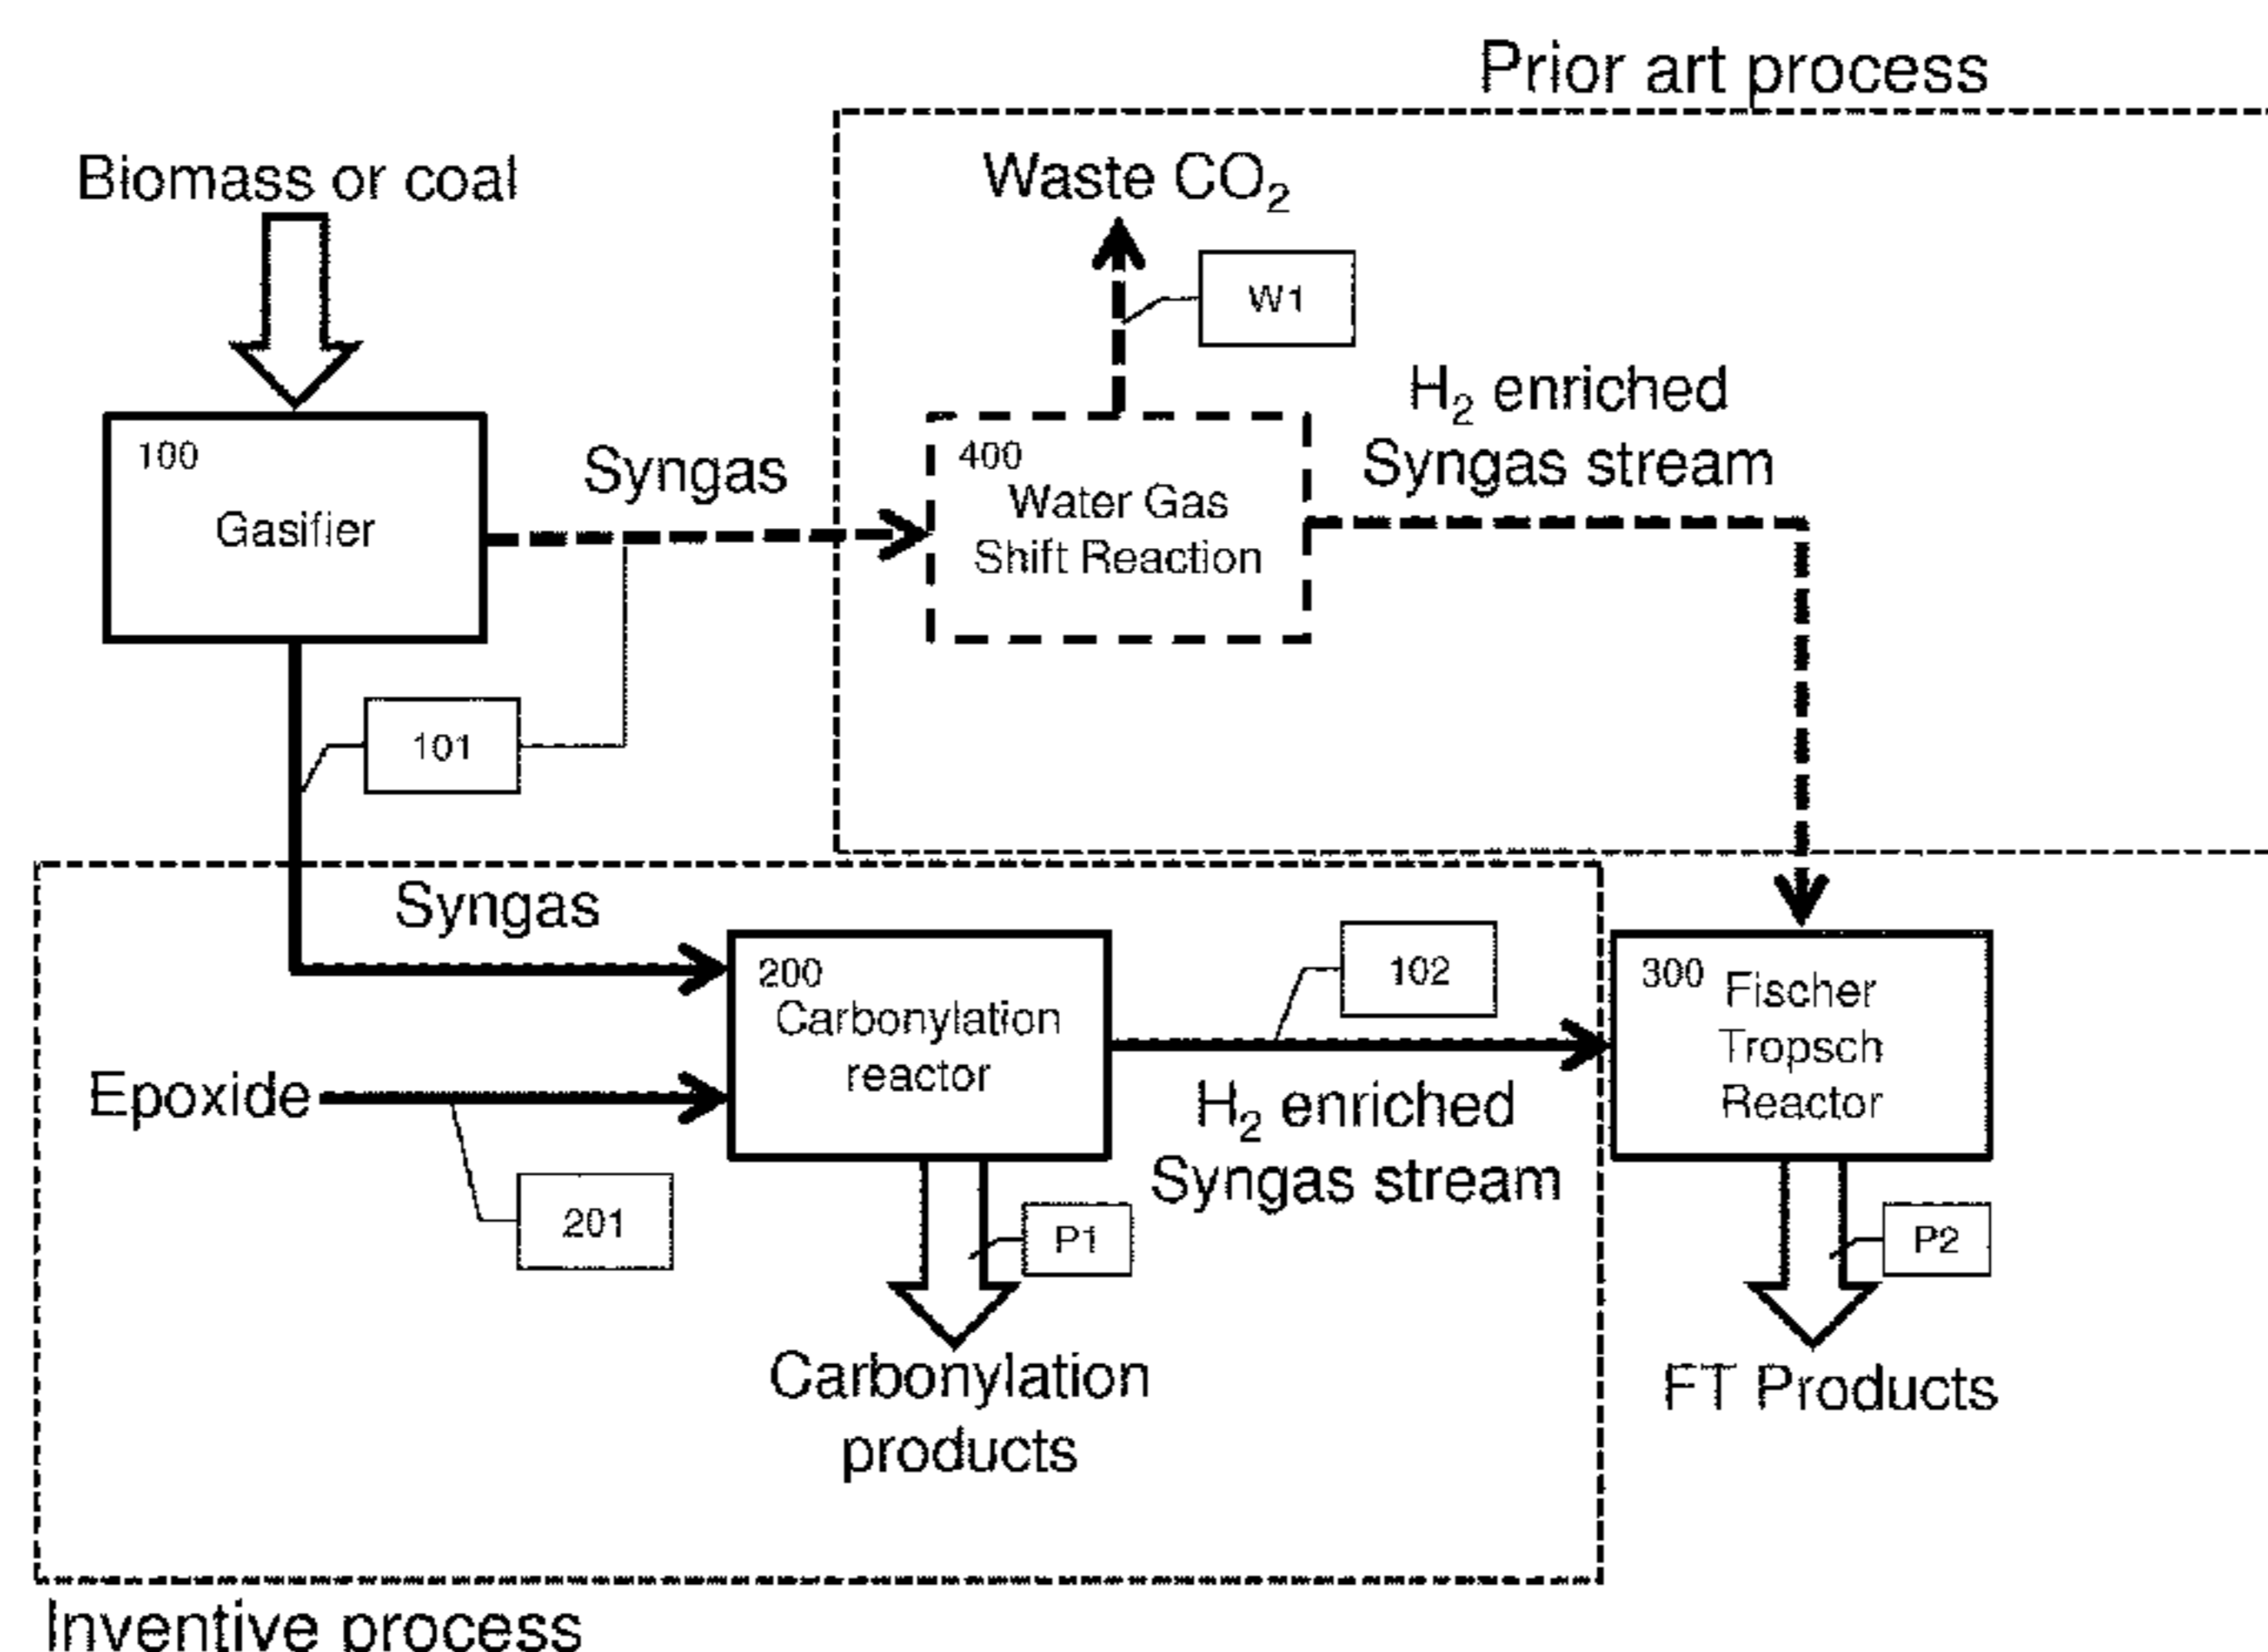 Prior art process
Biomass or coal
Waste CO₂
W1
H₂ enriched
Syngas stream
100
Gasifier
Syngas
400
Water Gas
Shift Reaction
101
Syngas
200
Carbonylation
reactor
102
300
Fischer
Tropsch
Reactor
Epoxide
H₂ enriched
Syngas stream
201
P1
P2
Carbonylation
products
FT Products
Inventive process